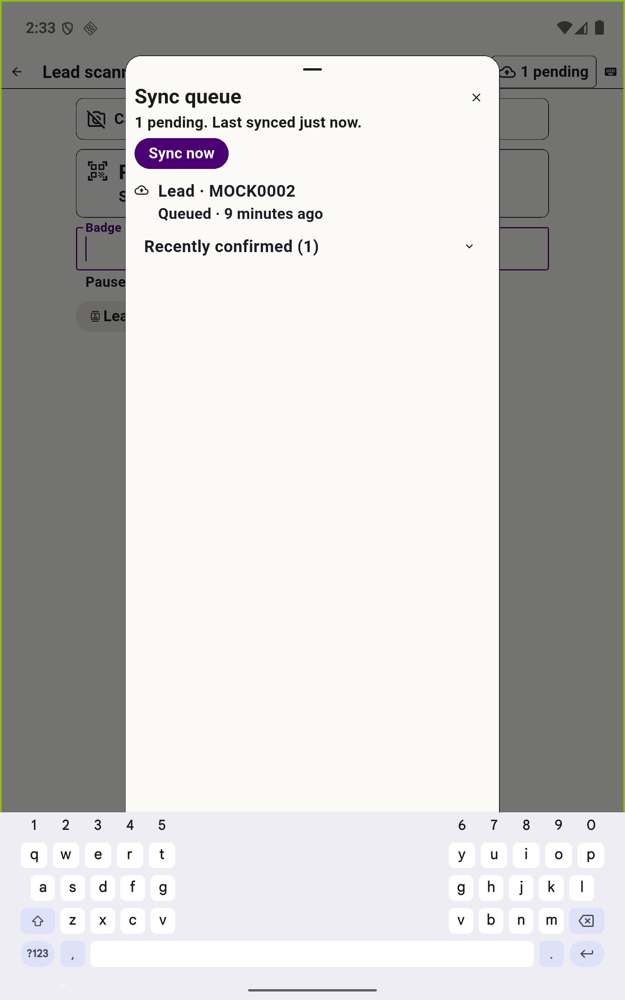 2:33
Lead scann
1 pending
Sync queue
1 pending. Last synced just now.
Sync now
Lead · MOCK0002
Queued · 9 minutes ago
Recently confirmed (1)
C
F
S
Badge
Pause
Lea
1 2 3 4 5 6 7 8 9 0
q w e r t y u i o p
a s d f g g h j k l
z x c v v b n m
?123 , .